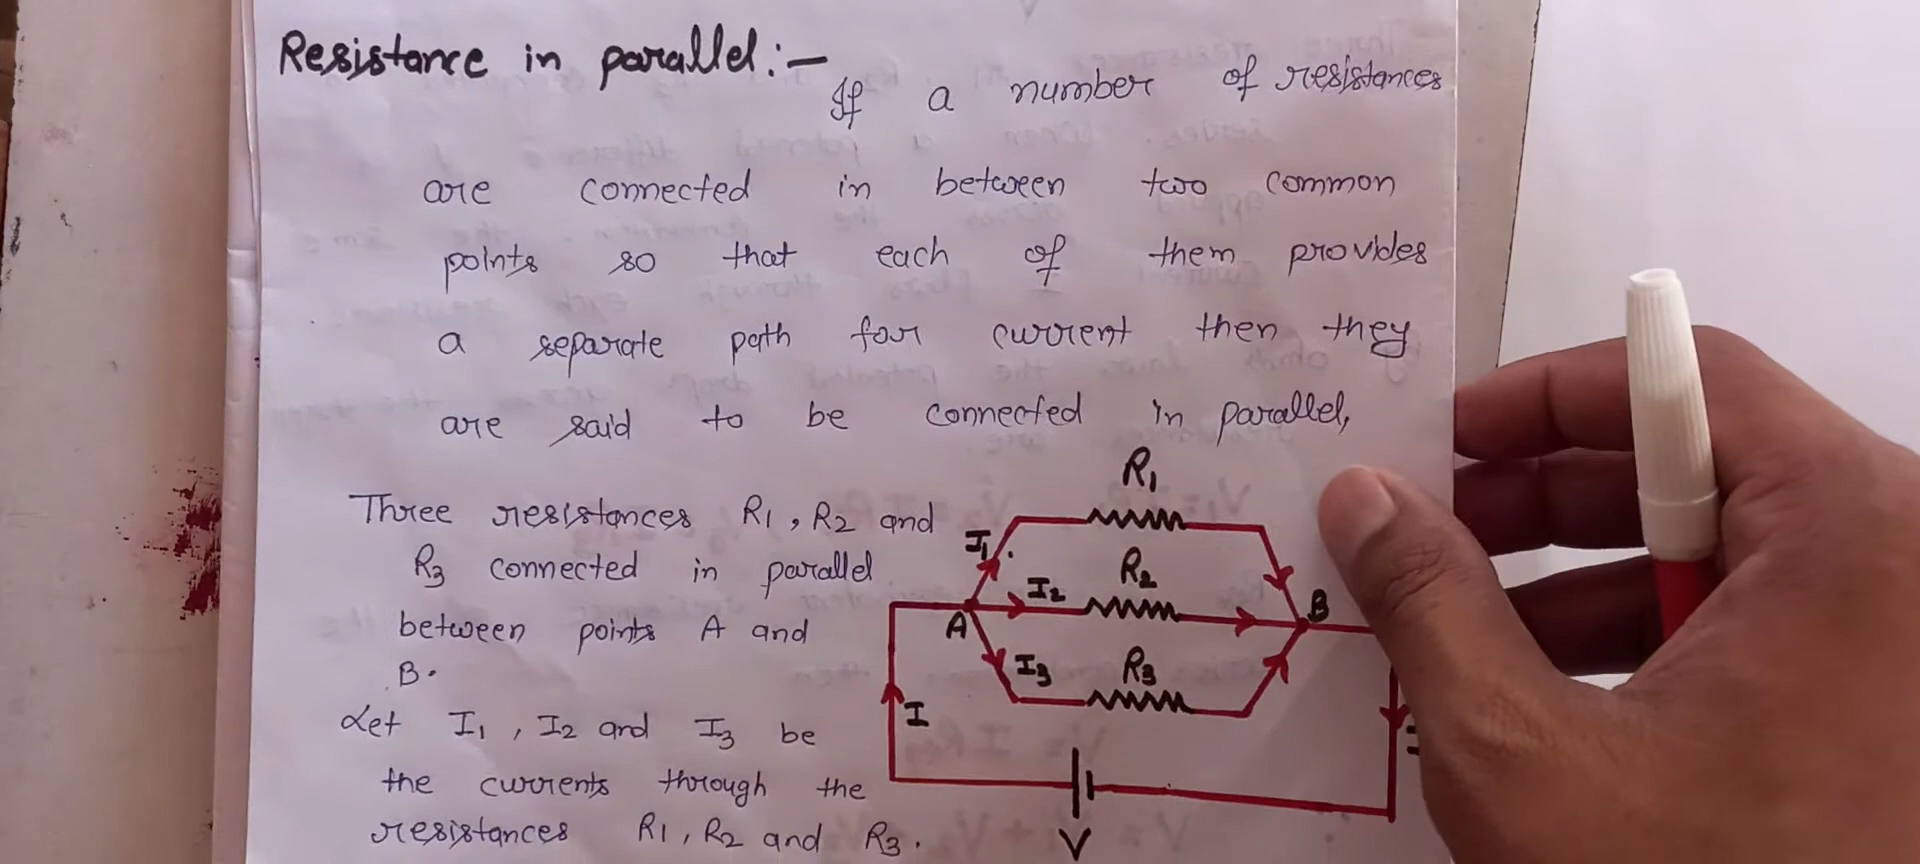 Resistance in parallel:-
If a number of resistances
are connected in between two common
points so that each of them provides
a separate path for current then they
are said to be connected in parallel,
Three resistances R1, R2 and
R3 connected in parallel
between points A and
B.
Let I1, I2 and I3 be
the currents through the
resistances R1, R2 and R3.
R1
I1
R2
I2
A
B
I3
R3
I
V